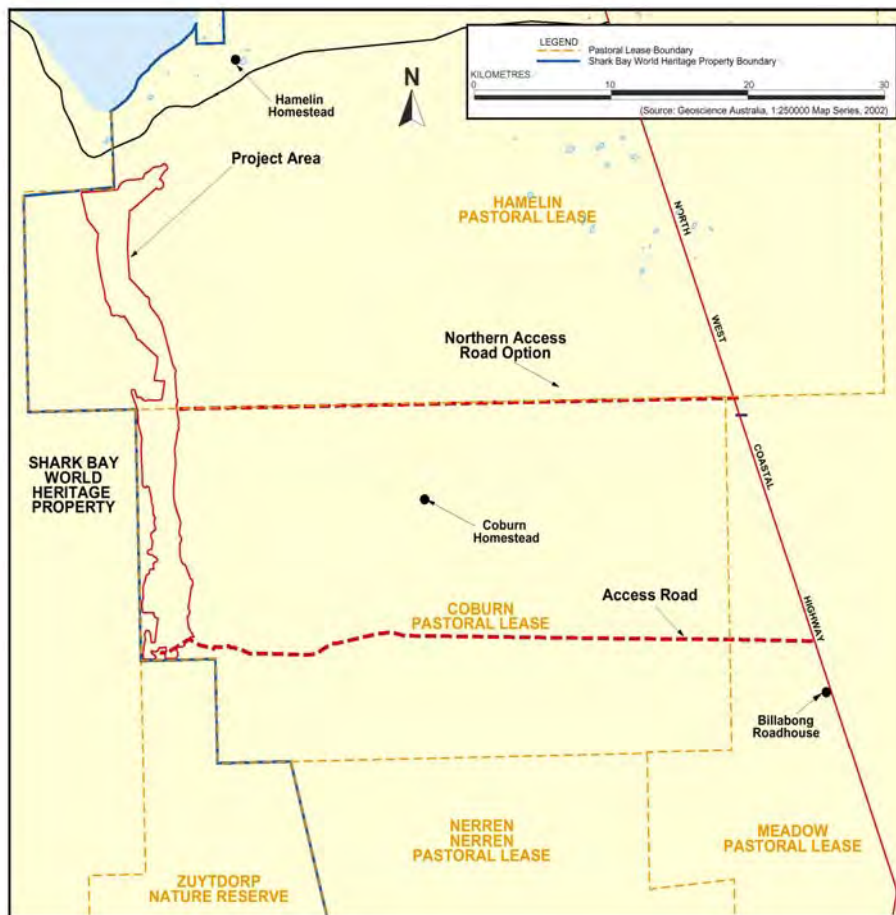 LEGEND
Pastoral Lease Boundary
Shark Bay World Heritage Property Boundary
KILOMETRES
0 10 20 30
(Source: Geoscience Australia, 1:250000 Map Series, 2002)
Hamelin
Homestead
N
Project Area
HAMELIN
PASTORAL LEASE
NORTH
WEST
COASTAL
HIGHWAY
Northern Access
Road Option
SHARK BAY
WORLD
HERITAGE
PROPERTY
Coburn
Homestead
COBURN
PASTORAL LEASE
Access Road
Billabong
Roadhouse
NERREN
NERREN
PASTORAL LEASE
MEADOW
PASTORAL LEASE
ZUYTDORP
NATURE RESERVE